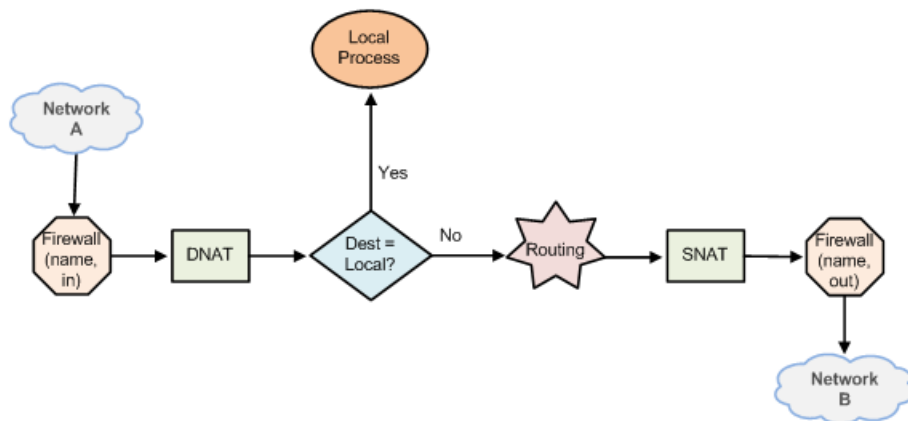 Local
Process
Network
A
Yes
Firewall
(name,
in)
DNAT
Dest =
Local?
No
Routing
SNAT
Firewall
(name,
out)
Network
B